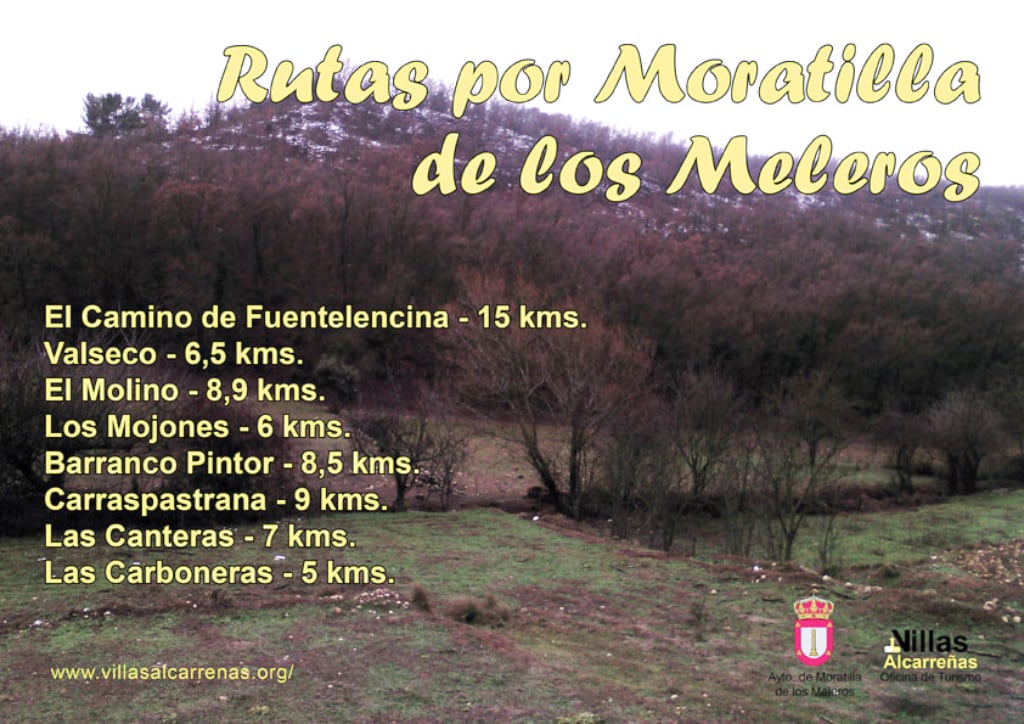 Rutas por Moratilla
de los Meleros
El Camino de Fuentelencina - 15 kms.
Valseco - 6,5 kms.
El Molino - 8,9 kms.
Los Mojones - 6 kms.
Barranco Pintor - 8,5 kms.
Carraspastrana - 9 kms.
Las Canteras - 7 kms.
Las Carboneras - 5 kms.
www.villasalcarrenas.org/
Ayto. de Moratilla
de los Meleros
Villas
Alcarreñas
Oficina de Turismo